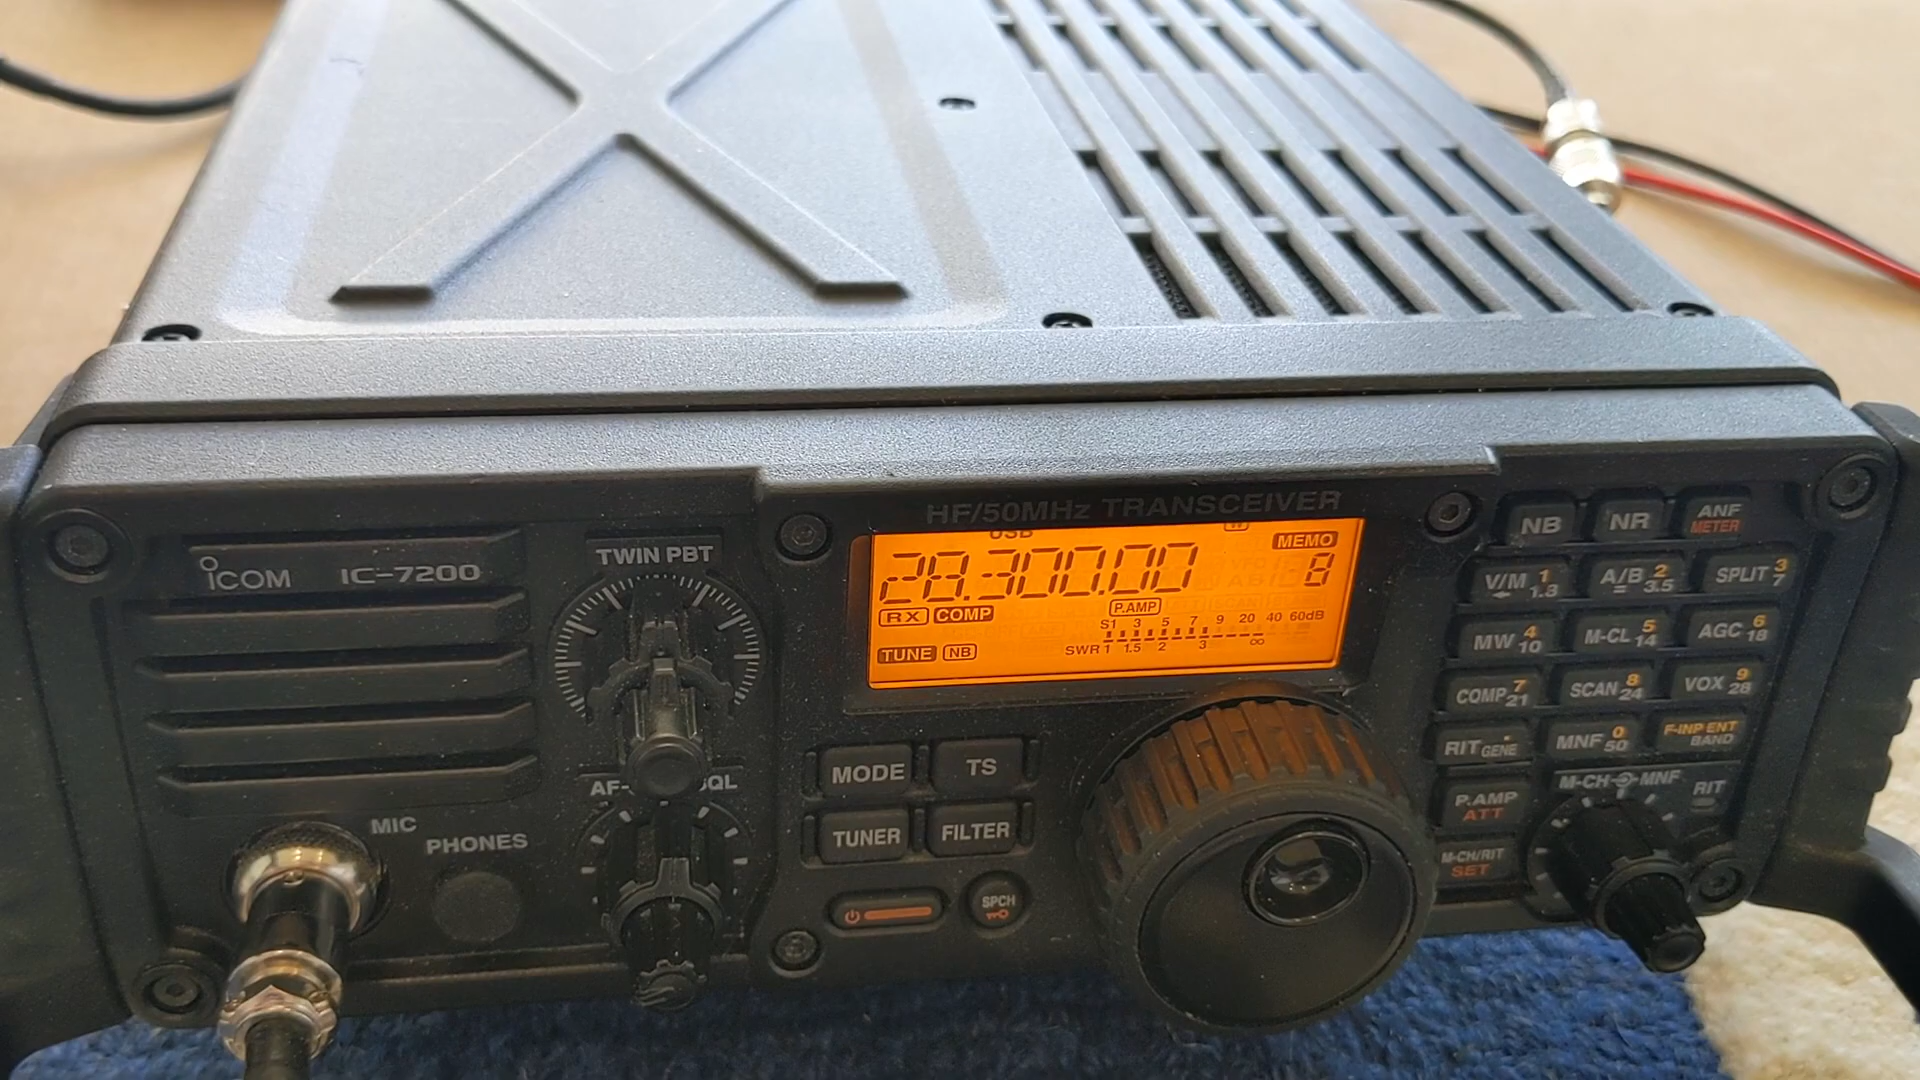 HF/50MHz TRANSCEIVER
ICOM IC-7200
TWIN PBT
USB W
28.300.00 MEMO 8
RX COMP P.AMP
S1 3 5 7 9 20 40 60dB
TUNE NB SWR 1 1.5 2 3 ∞
NB NR ANF METER
V/M 1 1.8 A/B = 2 3.5 SPLIT 3 7
MW 4 10 M-CL 5 14 AGC 6 18
COMP 7 21 SCAN 8 24 VOX 9 28
RIT . GENE MNF 0 50 F-INP ENT BAND
P.AMP ATT
M-CH/RIT SET
M-CH MNF
RIT
MODE TS
TUNER FILTER
SPCH
MIC
PHONES